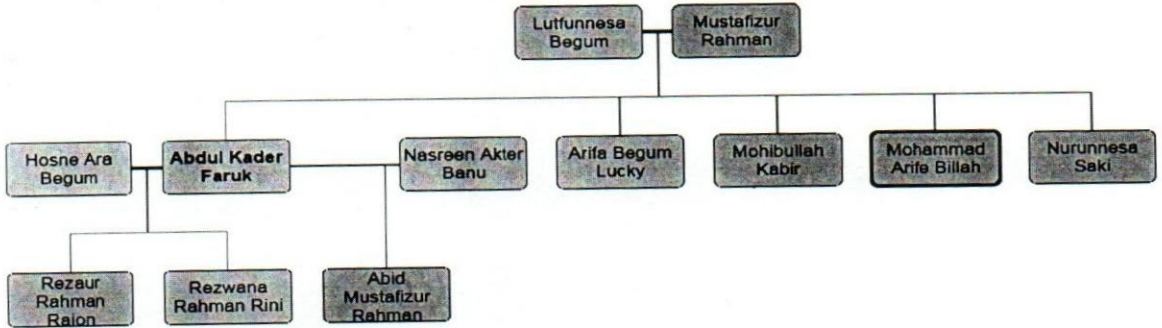 Lutfunnesa
Begum
Mustafizur
Rahman
Hosne Ara
Begum
Abdul Kader
Faruk
Nasreen Akter
Banu
Arifa Begum
Lucky
Mohibullah
Kabir
Mohammad
Arife Billah
Nurunnesa
Saki
Rezaur
Rahman
Raion
Rezwana
Rahman Rini
Abid
Mustafizur
Rahman